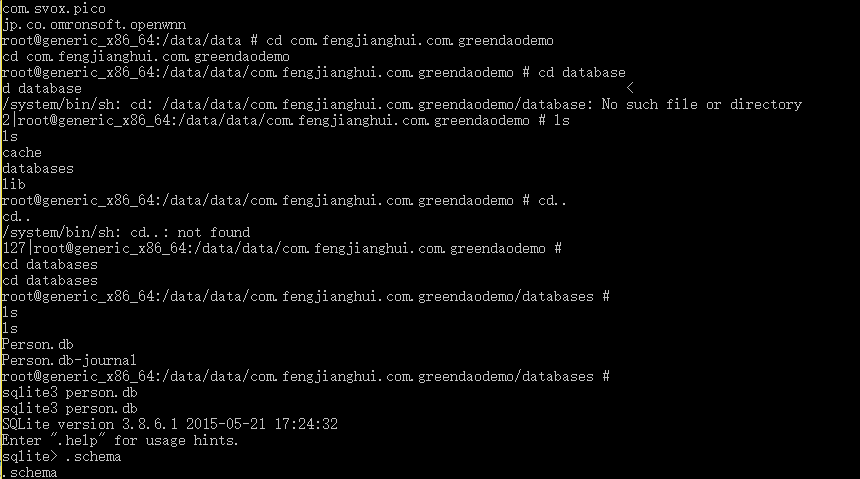 com.svox.pico
jp.co.omronsoft.openwnn
root@generic_x86_64:/data/data # cd com.fengjianghui.com.greendaodemo
cd com.fengjianghui.com.greendaodemo
root@generic_x86_64:/data/data/com.fengjianghui.com.greendaodemo # cd database
d database                                                                    <
/system/bin/sh: cd: /data/data/com.fengjianghui.com.greendaodemo/database: No such file or directory
2|root@generic_x86_64:/data/data/com.fengjianghui.com.greendaodemo # ls
ls
cache
databases
lib
root@generic_x86_64:/data/data/com.fengjianghui.com.greendaodemo # cd..
cd..
/system/bin/sh: cd..: not found
127|root@generic_x86_64:/data/data/com.fengjianghui.com.greendaodemo #
cd databases
cd databases
root@generic_x86_64:/data/data/com.fengjianghui.com.greendaodemo/databases #
ls
ls
Person.db
Person.db-journal
root@generic_x86_64:/data/data/com.fengjianghui.com.greendaodemo/databases #
sqlite3 person.db
sqlite3 person.db
SQLite version 3.8.6.1 2015-05-21 17:24:32
Enter ".help" for usage hints.
sqlite> .schema
.schema